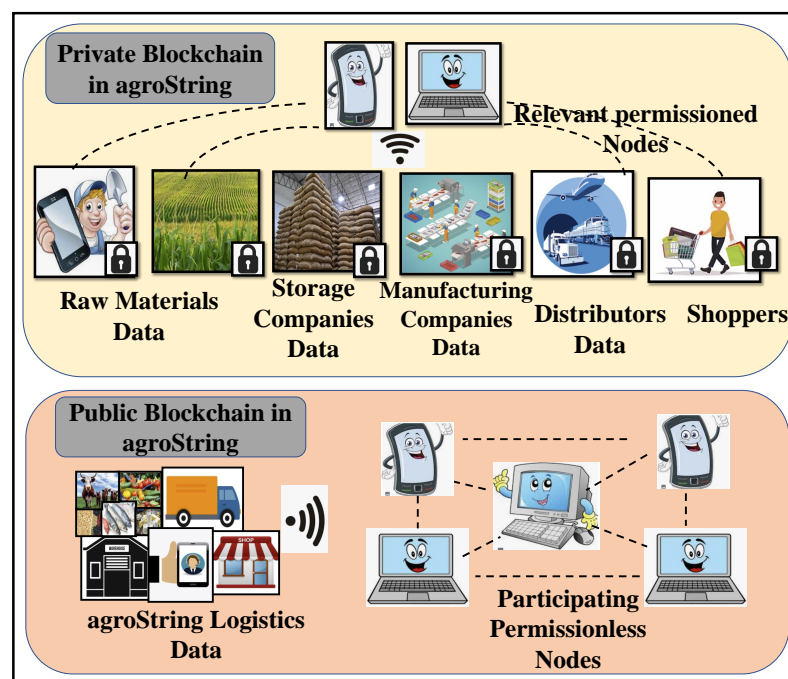 Private Blockchain
in agroString
Relevant permissioned
Nodes
Raw Materials
Data
Storage
Companies
Data
Manufacturing
Companies
Data
Distributors
Data
Shoppers
Public Blockchain in
agroString
WAREHOUSE
SHOP
agroString Logistics
Data
Participating
Permissionless
Nodes